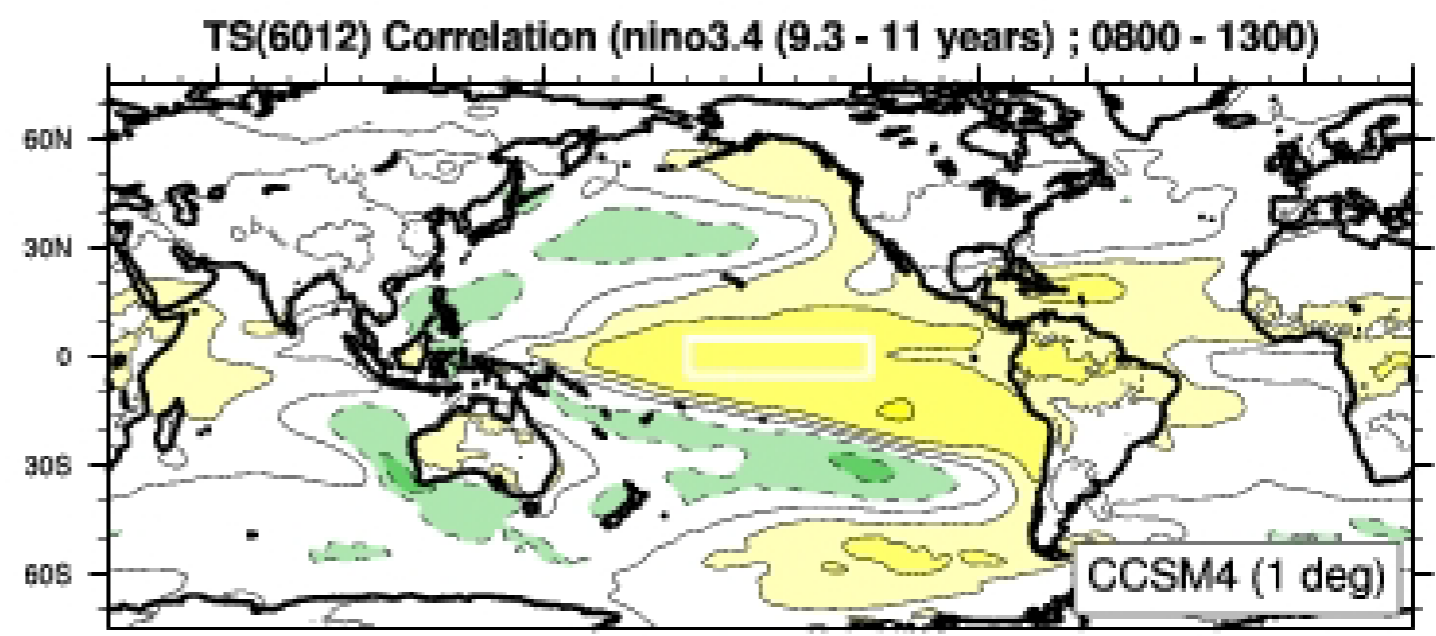 TS(6012) Correlation (nino3.4 (9.3 - 11 years) ; 0800 - 1300)
60N
30N
0
30S
60S
CCSM4 (1 deg)